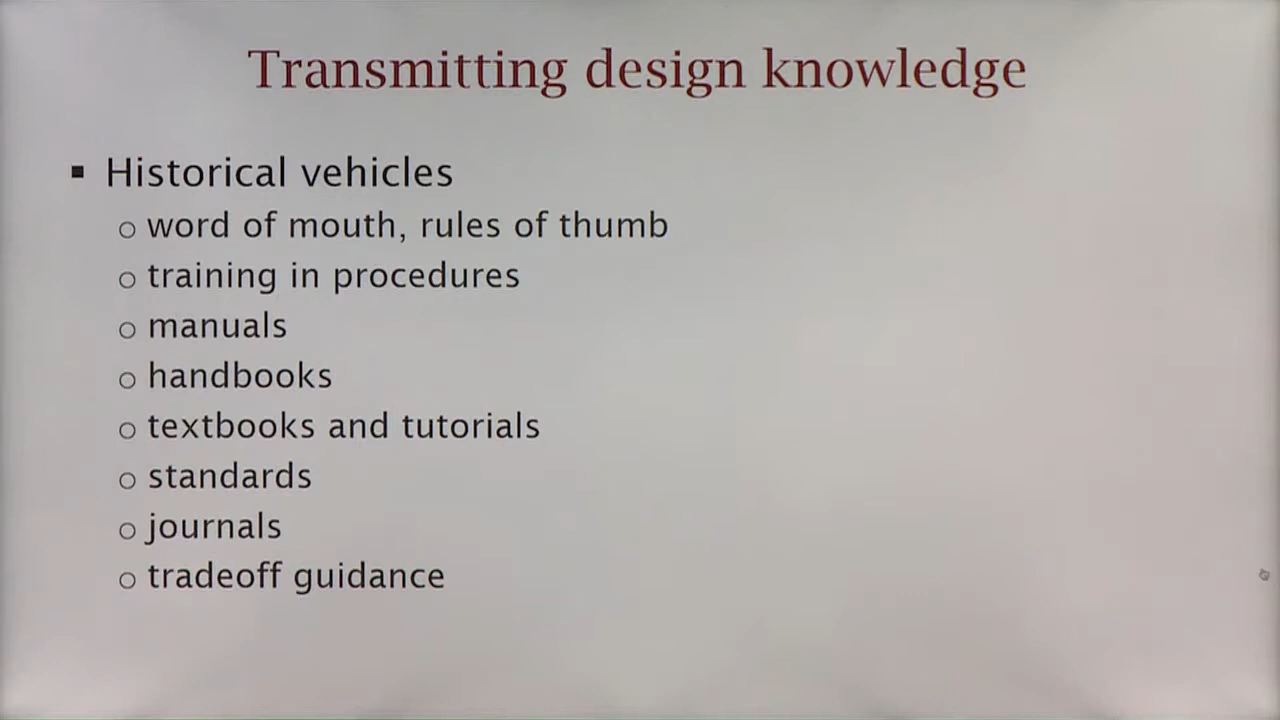 Transmitting design knowledge
▪ Historical vehicles
○ word of mouth, rules of thumb
○ training in procedures
○ manuals
○ handbooks
○ textbooks and tutorials
○ standards
○ journals
○ tradeoff guidance